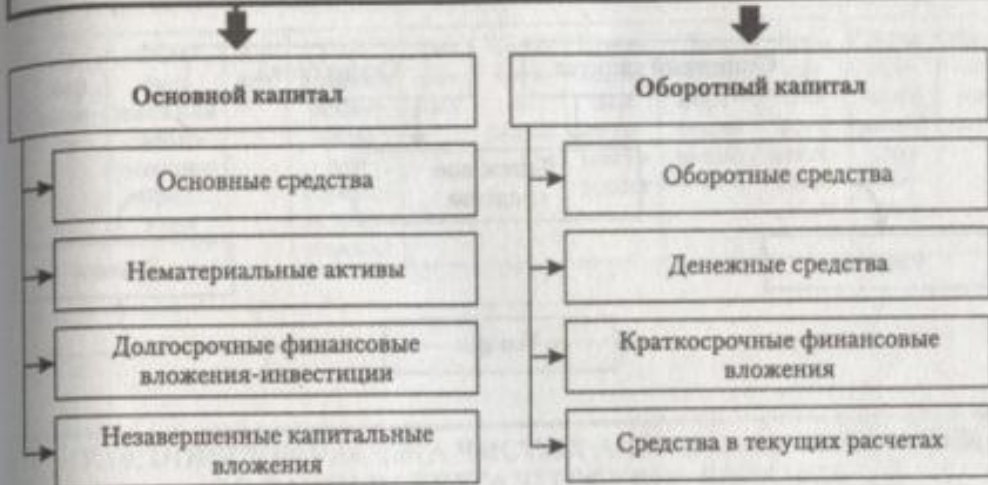 Основной капитал
Основные средства
Нематериальные активы
Долгосрочные финансовые
вложения-инвестиции
Незавершенные капитальные
вложения
Оборотный капитал
Оборотные средства
Денежные средства
Краткосрочные финансовые
вложения
Средства в текущих расчетах